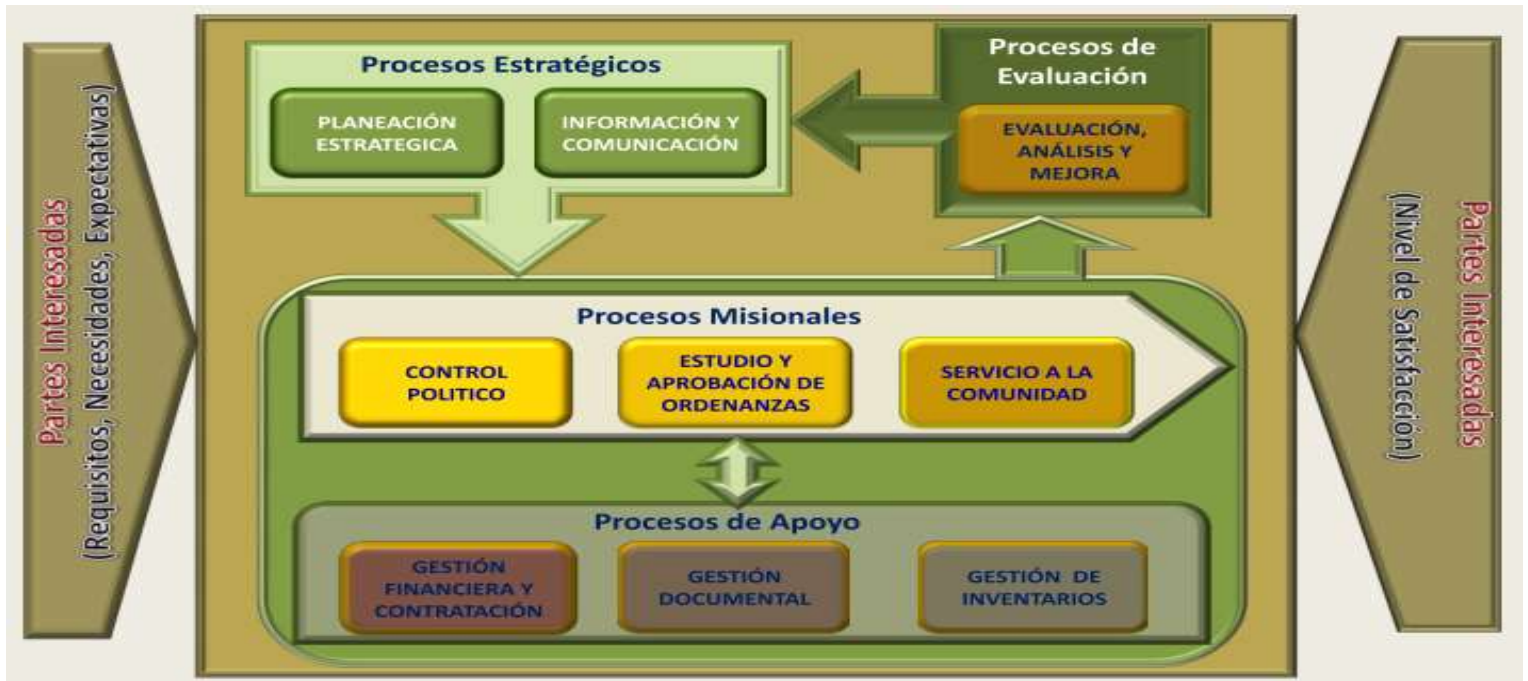 Partes Interesadas
(Requisitos, Necesidades, Expectativas)
Procesos Estratégicos
PLANEACIÓN
ESTRATEGICA
INFORMACIÓN Y
COMUNICACIÓN
Procesos de
Evaluación
EVALUACIÓN,
ANÁLISIS Y
MEJORA
Procesos Misionales
CONTROL
POLITICO
ESTUDIO Y
APROBACIÓN DE
ORDENANZAS
SERVICIO A LA
COMUNIDAD
Procesos de Apoyo
GESTIÓN
FINANCIERA Y
CONTRATACIÓN
GESTIÓN
DOCUMENTAL
GESTIÓN DE
INVENTARIOS
Partes Interesadas
(Nivel de Satisfacción)